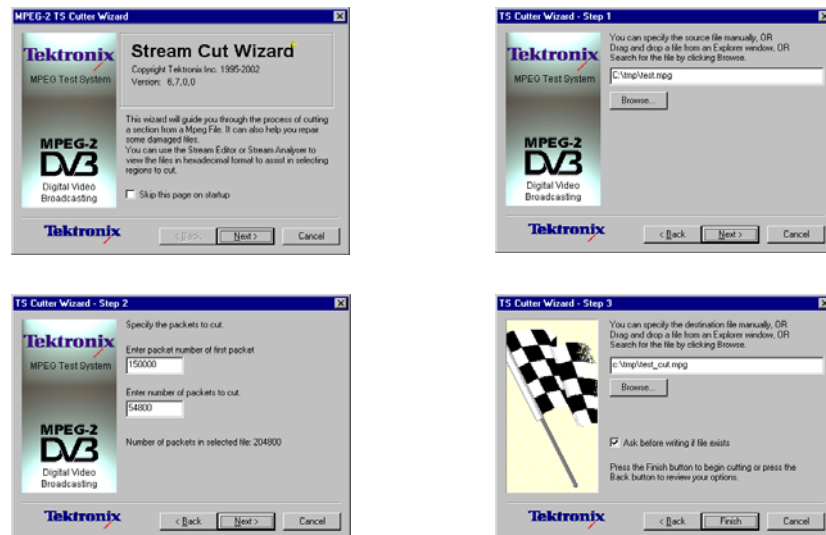 MPEG-2 TS Cutter Wizard
Tektronix
MPEG Test System
MPEG-2
DVB
Digital Video
Broadcasting
Tektronix
Stream Cut Wizard
Copyright Tektronix Inc. 1995-2002
Version: 6,7,0,0
This wizard will guide you through the process of cutting
a section from a Mpeg File. It can also help you repair
some damaged files.
You can use the Stream Editor or Stream Analyser to
view the files in hexadecimal format to assist in selecting
regions to cut.
Skip this page on startup
< Back
Next >
Cancel
TS Cutter Wizard - Step 1
Tektronix
MPEG Test System
MPEG-2
DVB
Digital Video
Broadcasting
Tektronix
You can specify the source file manually, OR
Drag and drop a file from an Explorer window, OR
Search for the file by clicking Browse.
C:\tmp\test.mpg
Browse...
< Back
Next >
Cancel
TS Cutter Wizard - Step 2
Tektronix
MPEG Test System
MPEG-2
DVB
Digital Video
Broadcasting
Tektronix
Specify the packets to cut.
Enter packet number of first packet
150000
Enter number of packets to cut.
54800
Number of packets in selected file: 204800
< Back
Next >
Cancel
TS Cutter Wizard - Step 3
You can specify the destination file manually, OR
Drag and drop a file from an Explorer window, OR
Search for the file by clicking Browse.
c:\tmp\test_cut.mpg
Browse...
Ask before writing if file exists
Press the Finish button to begin cutting or press the
Back button to review your options.
Tektronix
< Back
Finish
Cancel